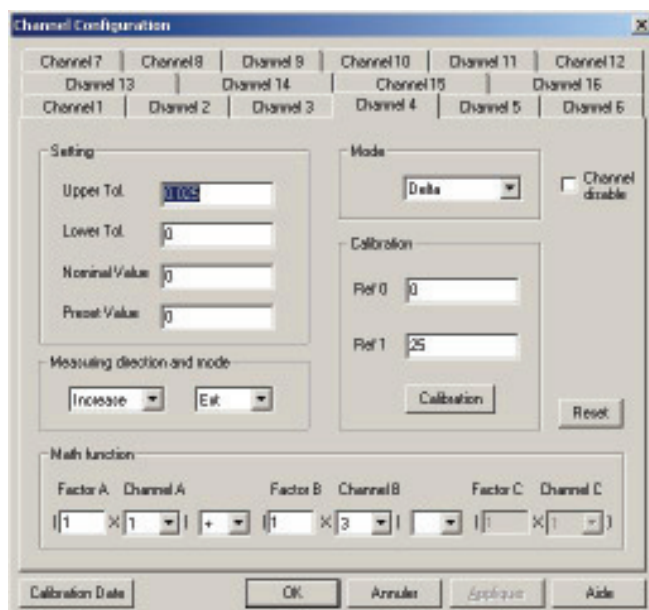 Channel Configuration
Channel 7 Channel 8 Channel 9 Channel 10 Channel 11 Channel 12
Channel 13 Channel 14 Channel 15 Channel 16
Channel 1 Channel 2 Channel 3 Channel 4 Channel 5 Channel 6
Setting
Upper Tol. 0.025
Lower Tol. 0
Nominal Value 0
Preset Value 0
Mode
Delta
Channel disable
Calibration
Ref 0 0
Ref 1 .25
Calibration
Measuring direction and mode
Increase Ext
Reset
Math function
Factor A Channel A Factor B Channel B Factor C Channel C
( 1 X 1 ) + ( 1 X 3 ) ( 1 X 1 )
Calibration Date OK Annuler Appliquer Aide